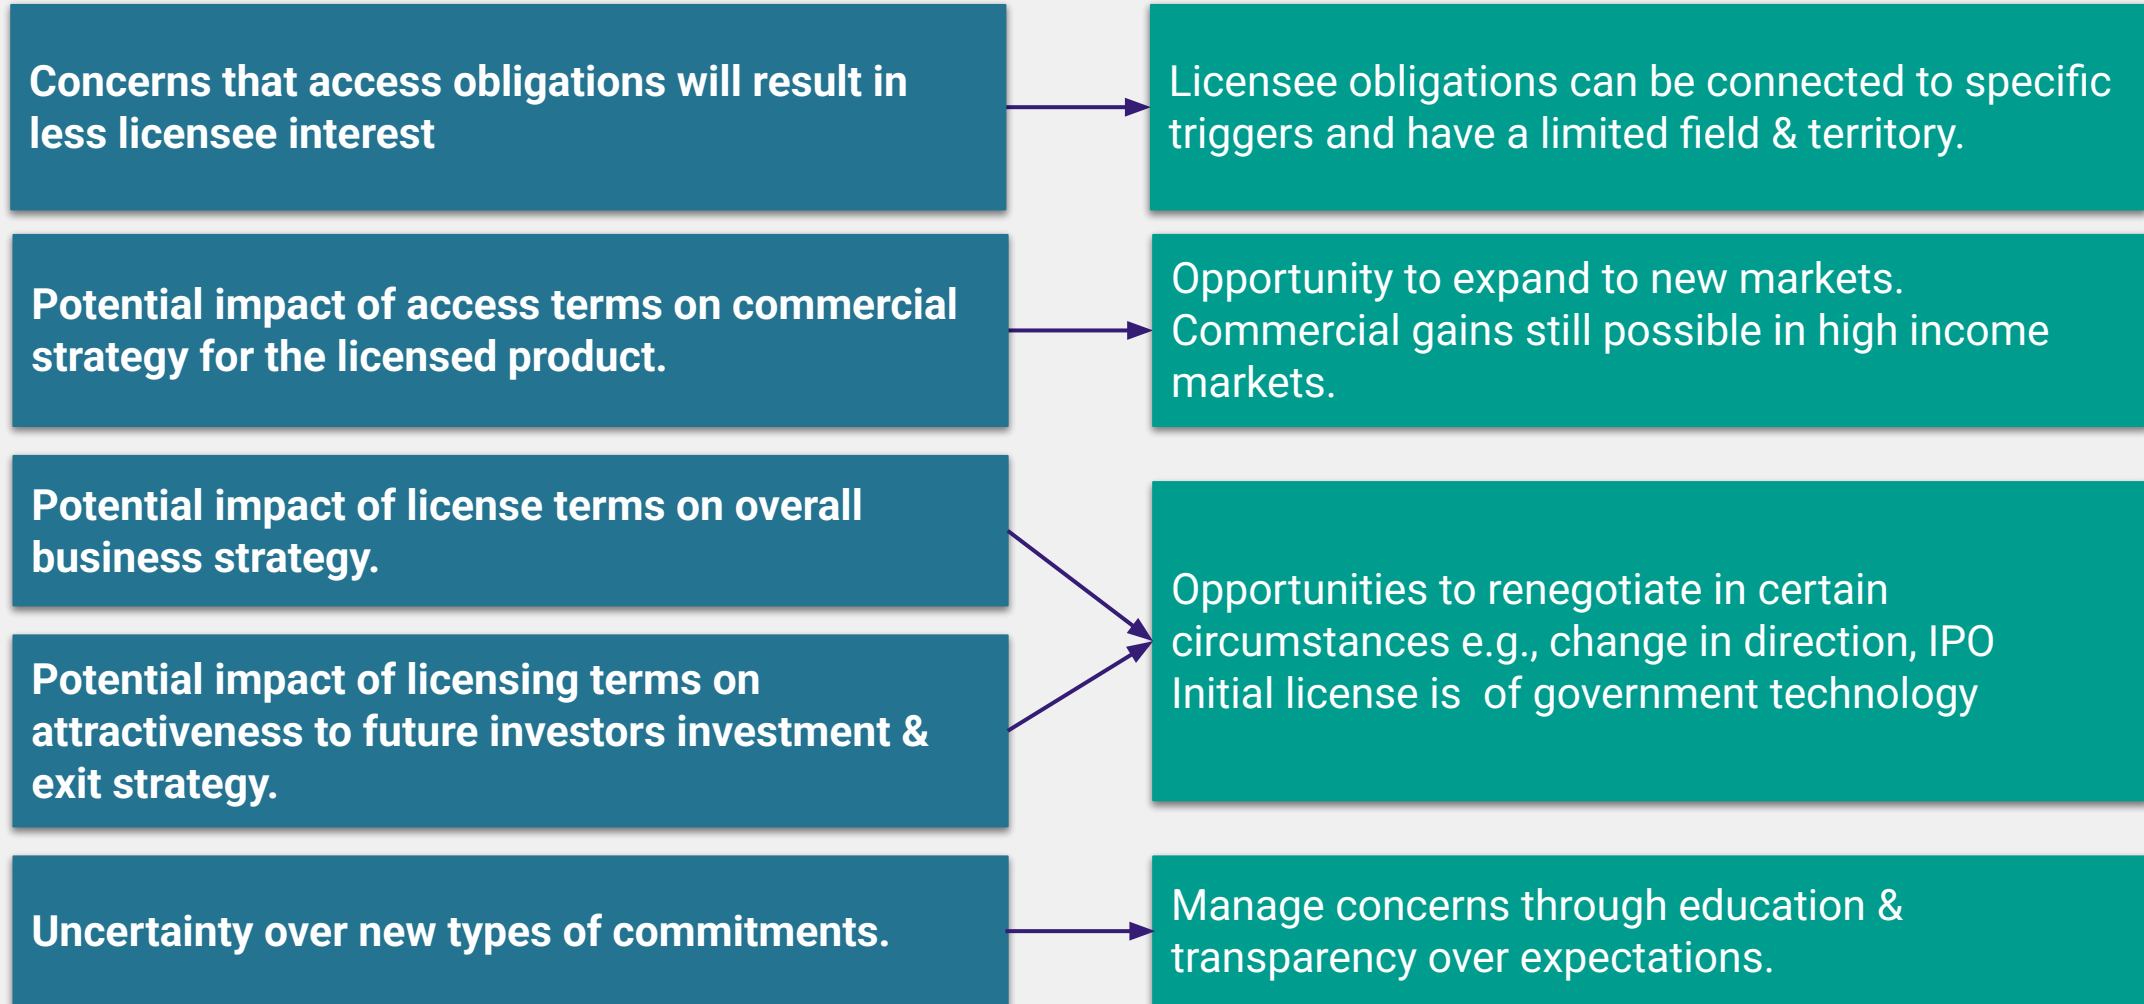 Concerns that access obligations will result in
less licensee interest
Licensee obligations can be connected to specific
triggers and have a limited field & territory.
Potential impact of access terms on commercial
strategy for the licensed product.
Opportunity to expand to new markets.
Commercial gains still possible in high income
markets.
Potential impact of license terms on overall
business strategy.
Potential impact of licensing terms on
attractiveness to future investors investment &
exit strategy.
Opportunities to renegotiate in certain
circumstances e.g., change in direction, IPO
Initial license is  of government technology
Uncertainty over new types of commitments.
Manage concerns through education &
transparency over expectations.